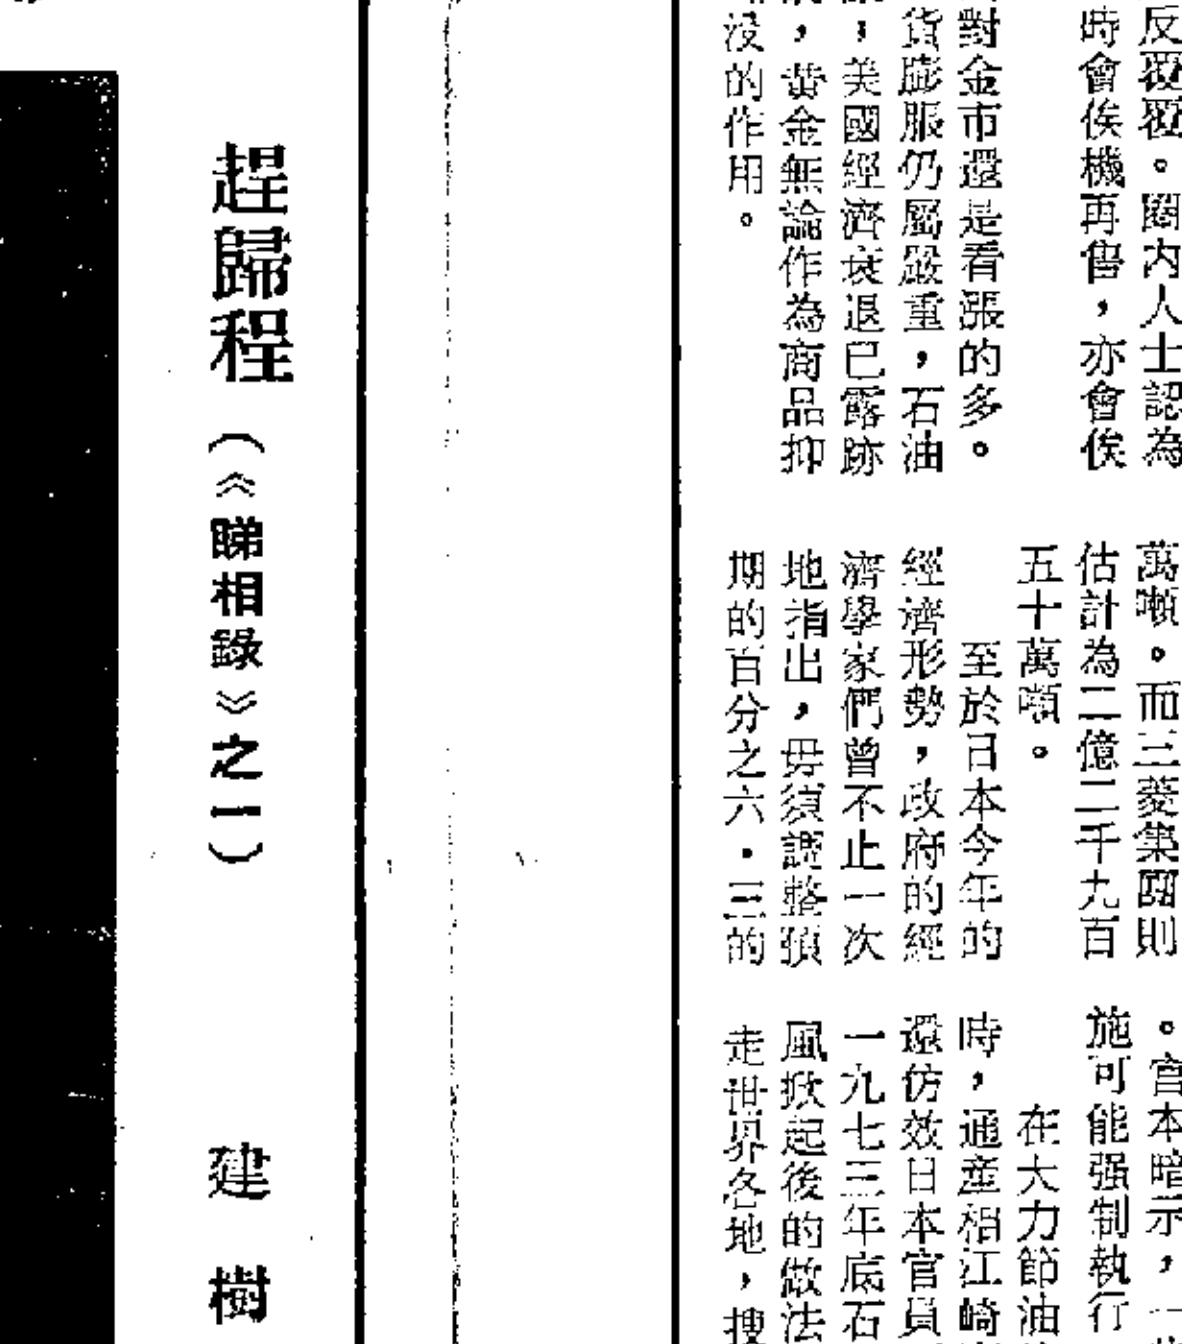 反覆覆。圈内人士認為
時會俟機再售，亦會俟
對金市還是看漲的多。
貨膨脹仍屬嚴重，石油
，美國經濟衰退已露跡
，黄金無論作為商品抑
没的作用。
萬噸。而三菱集團則
估計為二億二千九百
五十萬噸。
至於日本今年的
經濟形勢，政府的經
濟學家們曾不止一次
地指出，毋須調整預
期的百分之六・三的
。官本暗示，一
施可能强制執行
在大力節油
時，通産相江崎
還仿效日本官員
一九七三年底石
風掀起後的做法
走世界各地，搜
趕歸程（《睇相錄》之一）
建樹